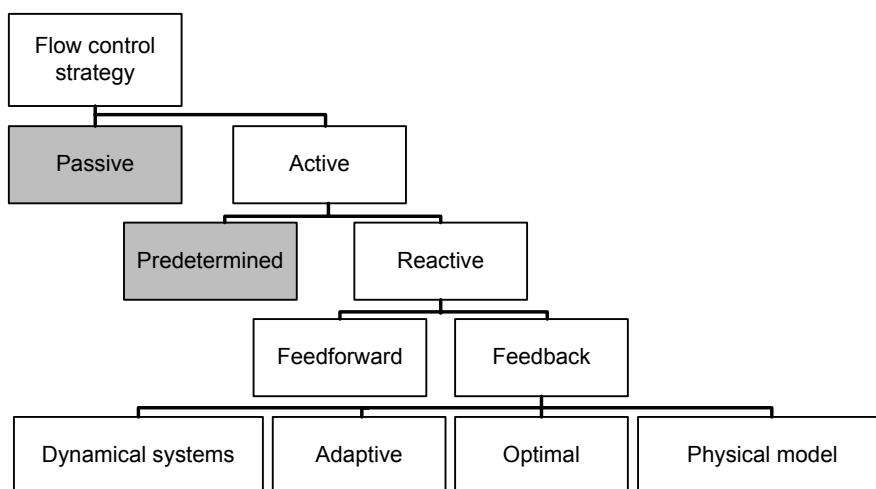 Flow control
strategy
Passive
Active
Predetermined
Reactive
Feedforward
Feedback
Dynamical systems
Adaptive
Optimal
Physical model